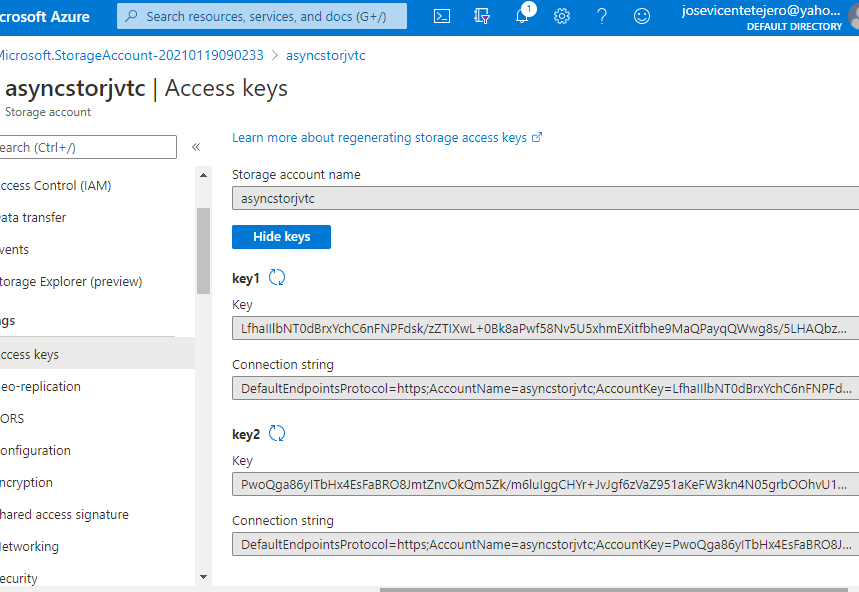 crosoft Azure
Search resources, services, and docs (G+/)
1
josevicentetejero@yaho...
DEFAULT DIRECTORY
Microsoft.StorageAccount-20210119090233 > asyncstorjvtc
asyncstorjvtc | Access keys
Storage account
earch (Ctrl+/)
«
ccess Control (IAM)
ata transfer
vents
torage Explorer (preview)
gs
ccess keys
eo-replication
ORS
onfiguration
ncryption
hared access signature
etworking
ecurity
Learn more about regenerating storage access keys
Storage account name
asyncstorjvtc
Hide keys
key1
Key
LfhaIIlbNT0dBrxYchC6nFNPFdsk/zZTIXwL+0Bk8aPwf58Nv5U5xhmEXitfbhe9MaQPayqQWwg8s/5LHAQbz...
Connection string
DefaultEndpointsProtocol=https;AccountName=asyncstorjvtc;AccountKey=LfhaIIlbNT0dBrxYchC6nFNPFd...
key2
Key
PwoQga86yITbHx4EsFaBRO8JmtZnvOkQm5Zk/m6luIggCHYr+JvJgf6zVaZ951aKeFW3kn4N05grbOOhvU1...
Connection string
DefaultEndpointsProtocol=https;AccountName=asyncstorjvtc;AccountKey=PwoQga86yITbHx4EsFaBRO8J...